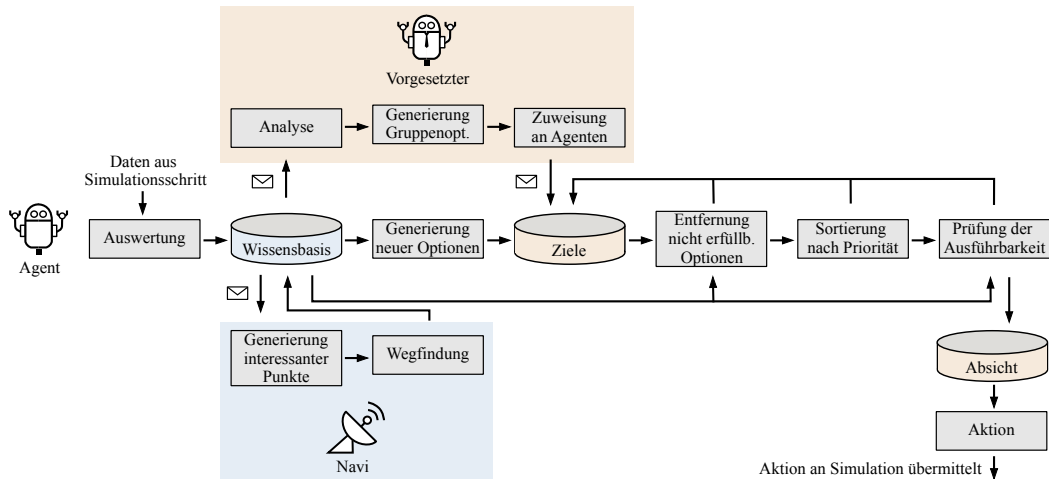 Vorgesetzter
Analyse
Generierung
Gruppenopt.
Zuweisung
an Agenten
Daten aus
Simulationsschritt
Agent
Auswertung
Wissensbasis
Generierung
neuer Optionen
Ziele
Entfernung
nicht erfüllb.
Optionen
Sortierung
nach Priorität
Prüfung der
Ausführbarkeit
Generierung
interessanter
Punkte
Wegfindung
Navi
Absicht
Aktion
Aktion an Simulation übermittelt